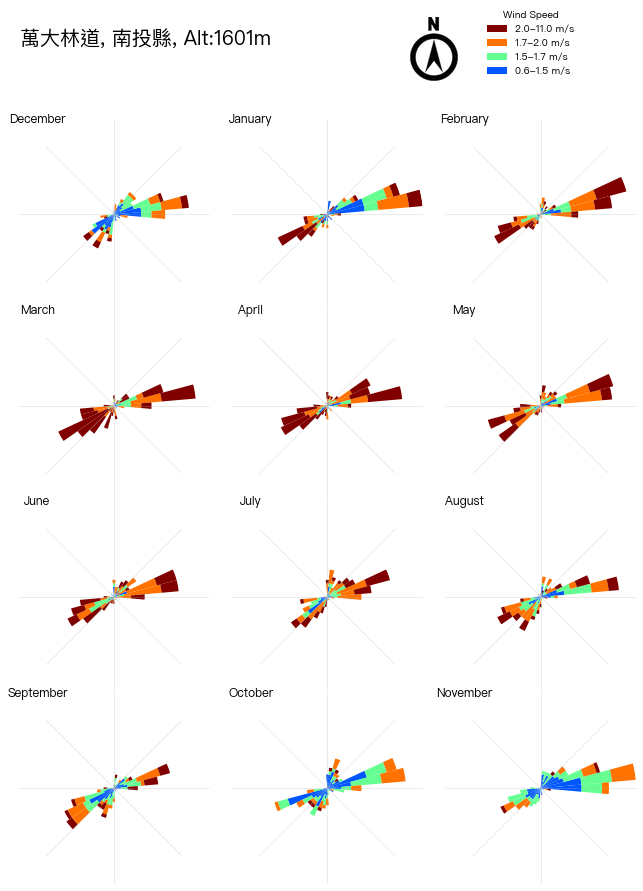 萬大林道, 南投縣, Alt:1601m
N
Wind Speed
2.0–11.0 m/s
1.7–2.0 m/s
1.5–1.7 m/s
0.6–1.5 m/s
December
January
February
March
April
May
June
July
August
September
October
November